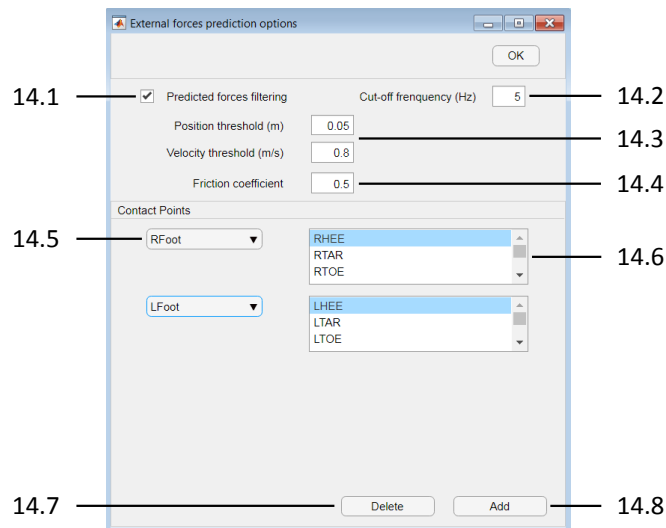 External forces prediction options
OK
14.1 Predicted forces filtering Cut-off frenquency (Hz) 5 14.2
Position threshold (m) 0.05
14.3
Velocity threshold (m/s) 0.8
Friction coefficient 0.5 14.4
Contact Points
14.5 RFoot RHEE
RTAR 14.6
RTOE
LFoot LHEE
LTAR
LTOE
14.7 Delete Add 14.8